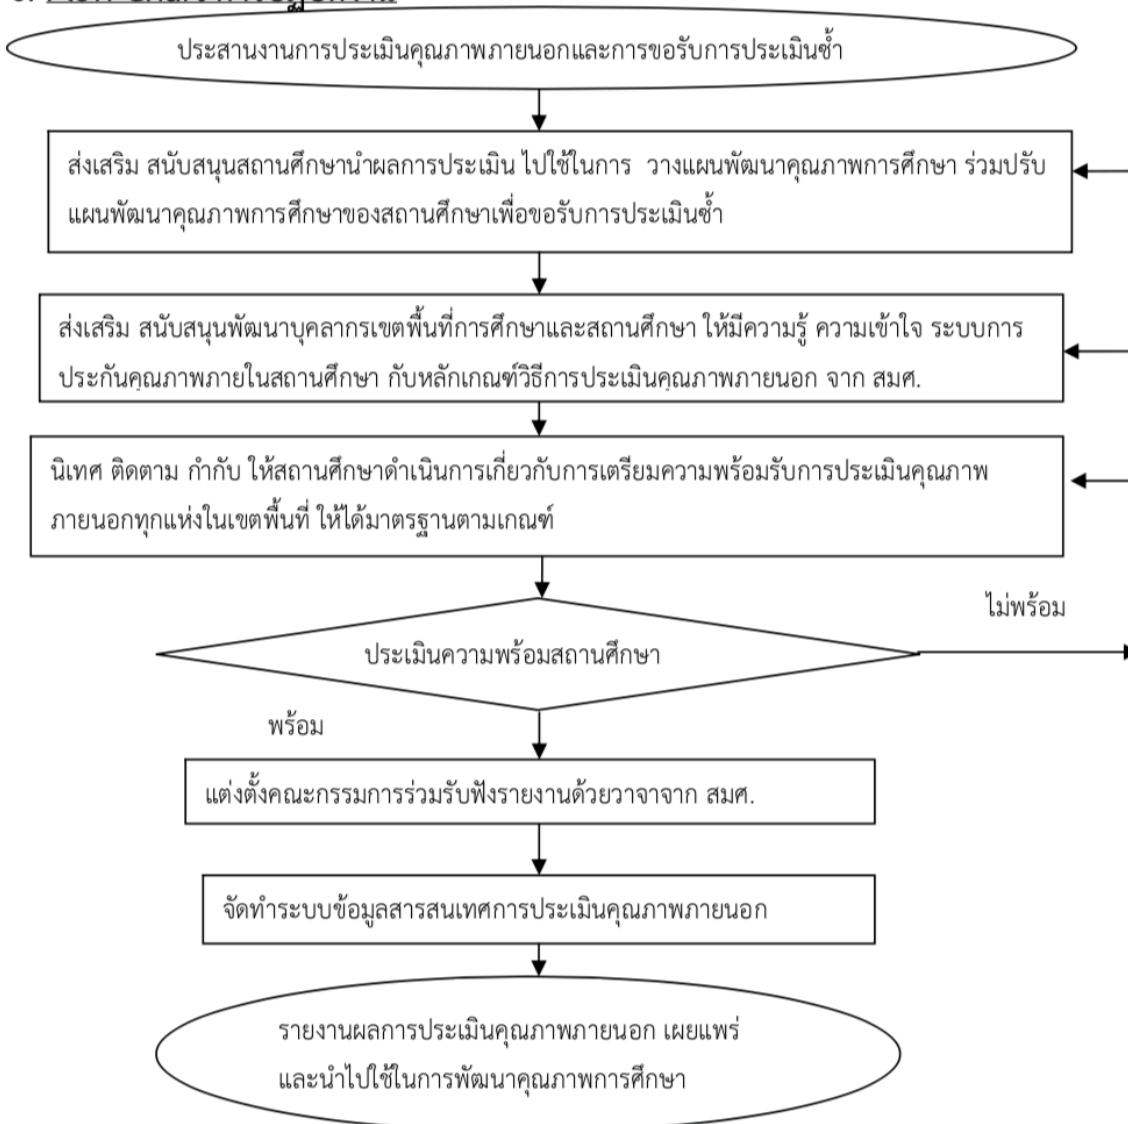 ประสานงานการประเมินคุณภาพภายนอกและการขอรับการประเมินซ้ำ
ส่งเสริม สนับสนุนสถานศึกษานำผลการประเมิน ไปใช้ในการ วางแผนพัฒนาคุณภาพการศึกษา ร่วมปรับ
แผนพัฒนาคุณภาพการศึกษาของสถานศึกษาเพื่อขอรับการประเมินซ้ำ
ส่งเสริม สนับสนุนพัฒนาบุคลากรเขตพื้นที่การศึกษาและสถานศึกษา ให้มีความรู้ ความเข้าใจ ระบบการ
ประกันคุณภาพภายในสถานศึกษา กับหลักเกณฑ์วิธีการประเมินคุณภาพภายนอก จาก สมศ.
นิเทศ ติดตาม กำกับ ให้สถานศึกษาดำเนินการเกี่ยวกับการเตรียมความพร้อมรับการประเมินคุณภาพ
ภายนอกทุกแห่งในเขตพื้นที่ ให้ได้มาตรฐานตามเกณฑ์
ไม่พร้อม
ประเมินความพร้อมสถานศึกษา
พร้อม
แต่งตั้งคณะกรรมการร่วมรับฟังรายงานด้วยวาจาจาก สมศ.
จัดทำระบบข้อมูลสารสนเทศการประเมินคุณภาพภายนอก
รายงานผลการประเมินคุณภาพภายนอก เผยแพร่
และนำไปใช้ในการพัฒนาคุณภาพการศึกษา